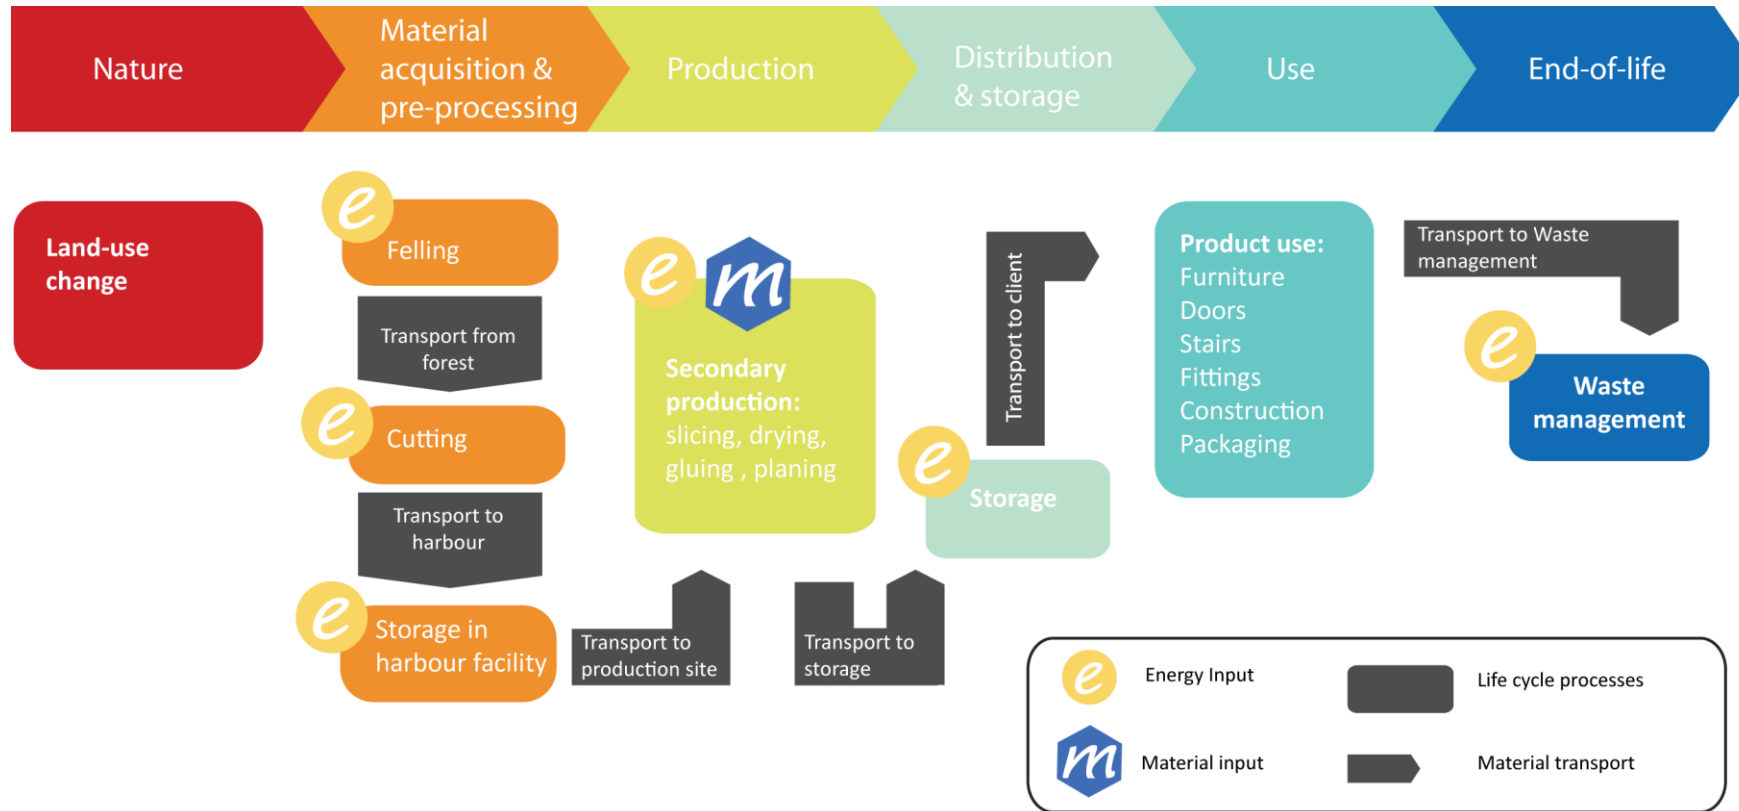 Nature
Material
acquisition &
pre-processing
Production
Distribution
& storage
Use
End-of-life
Land-use
change
e
Felling
Transport from
forest
e
Cutting
Transport to
harbour
e
Storage in
harbour facility
Transport to
production site
e
m
Secondary
production:
slicing, drying,
gluing , planing
Transport to
storage
e
Storage
Transport to client
Product use:
Furniture
Doors
Stairs
Fittings
Construction
Packaging
Transport to Waste
management
e
Waste
management
e
Energy Input
Life cycle processes
m
Material input
Material transport